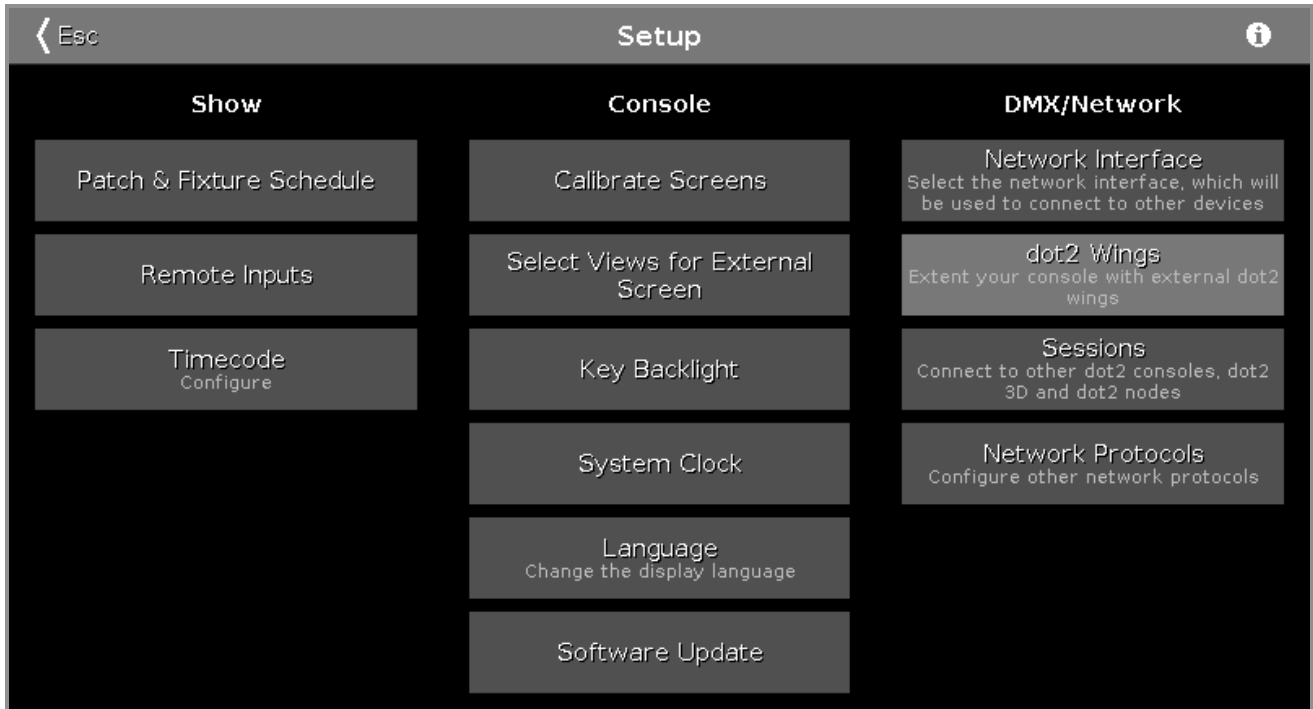 Esc
Setup
Show
Patch & Fixture Schedule
Remote Inputs
Timecode
Configure
Console
Calibrate Screens
Select Views for External
Screen
Key Backlight
System Clock
Language
Change the display language
Software Update
DMX/Network
Network Interface
Select the network interface, which will
be used to connect to other devices
dot2 Wings
Extent your console with external dot2
wings
Sessions
Connect to other dot2 consoles, dot2
3D and dot2 nodes
Network Protocols
Configure other network protocols